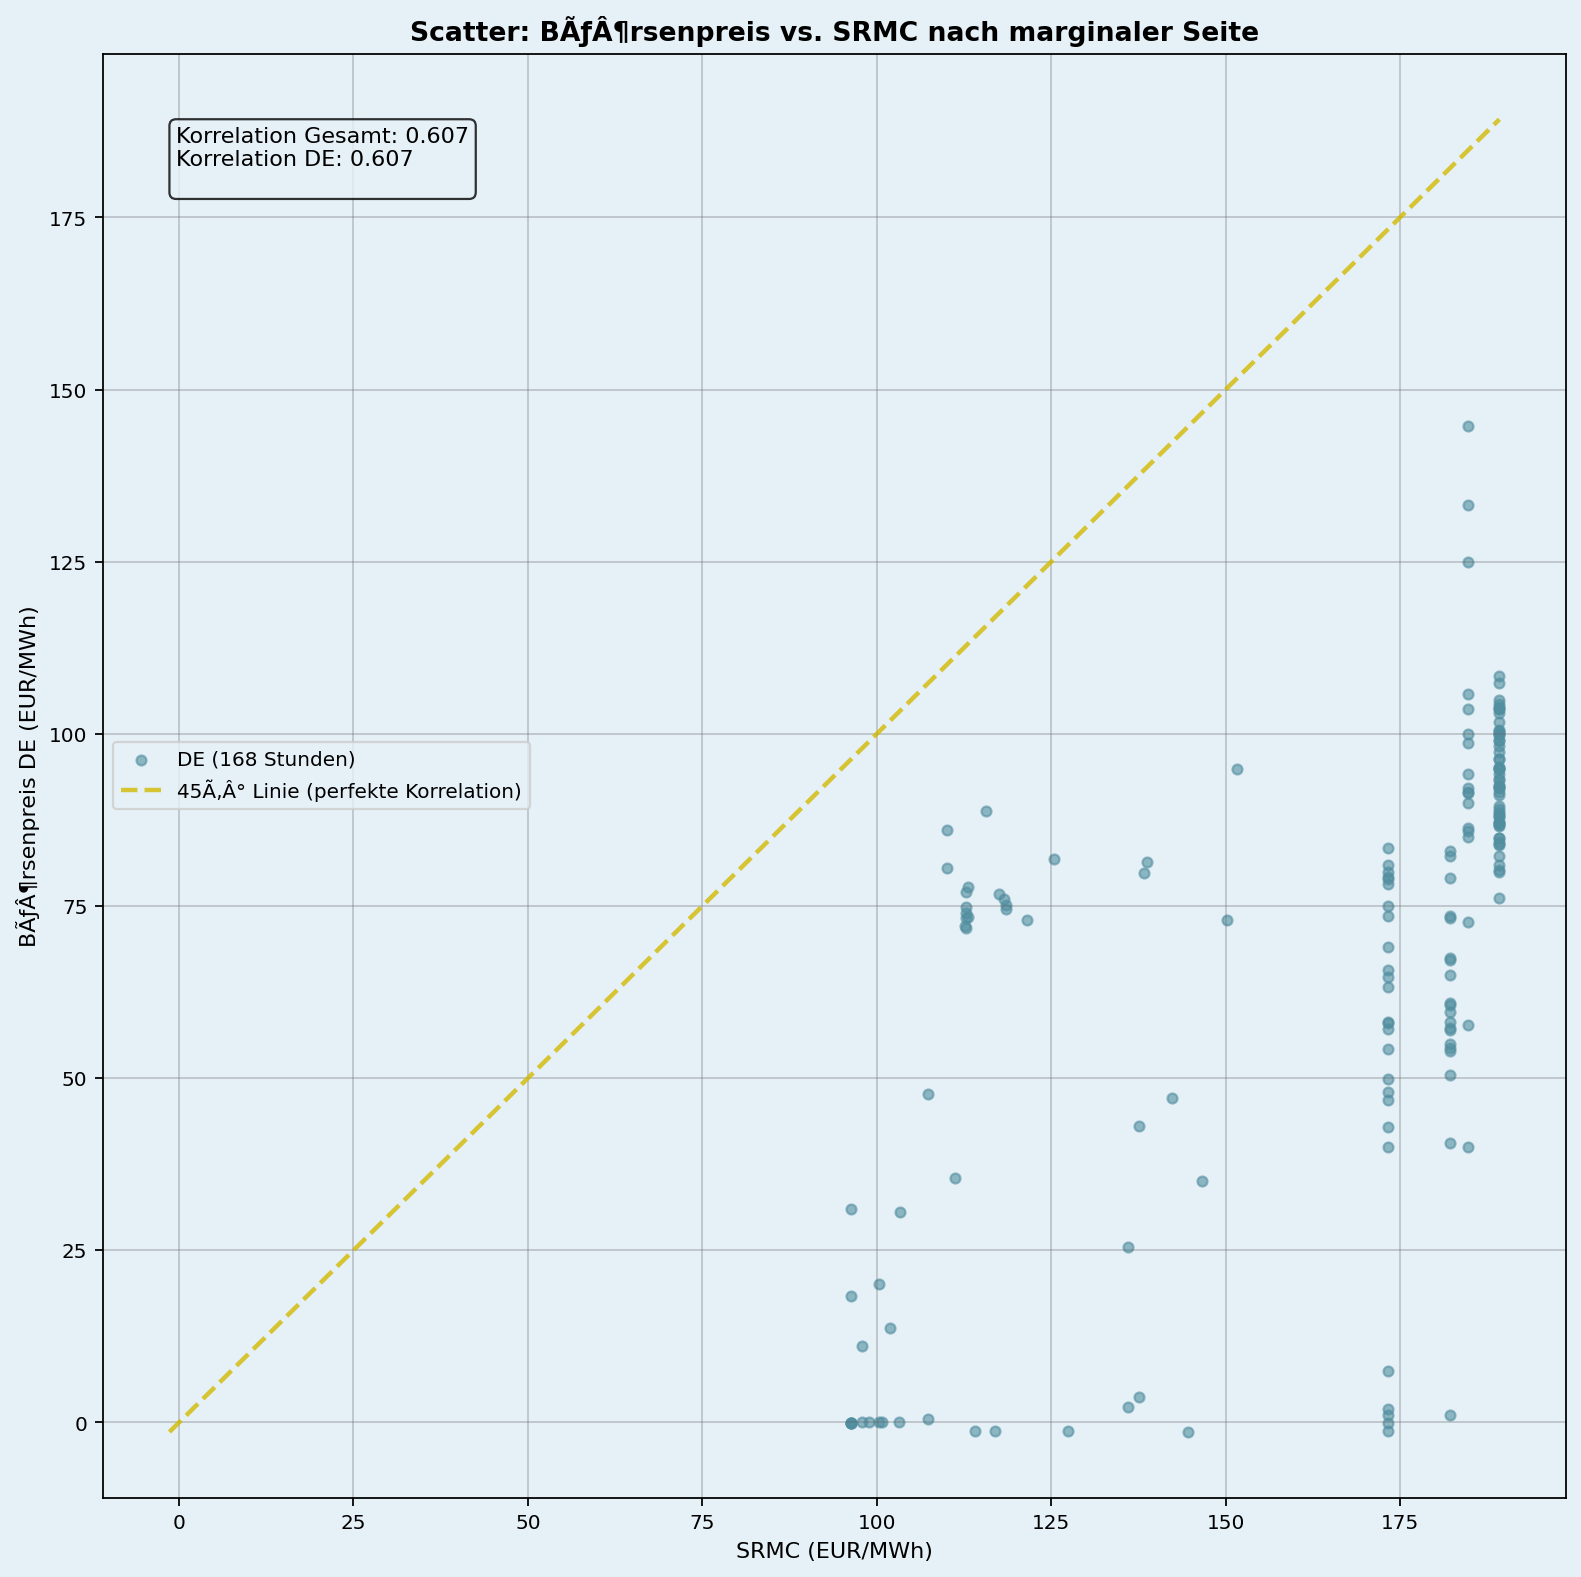 Scatter: BÃƒÂ¶rsenpreis vs. SRMC nach marginaler Seite
Korrelation Gesamt: 0.607
Korrelation DE: 0.607
175
150
125
100
75
50
25
0
BÃƒÂ¶rsenpreis DE (EUR/MWh)
DE (168 Stunden)
45Ã‚Â° Linie (perfekte Korrelation)
0 25 50 75 100 125 150 175
SRMC (EUR/MWh)